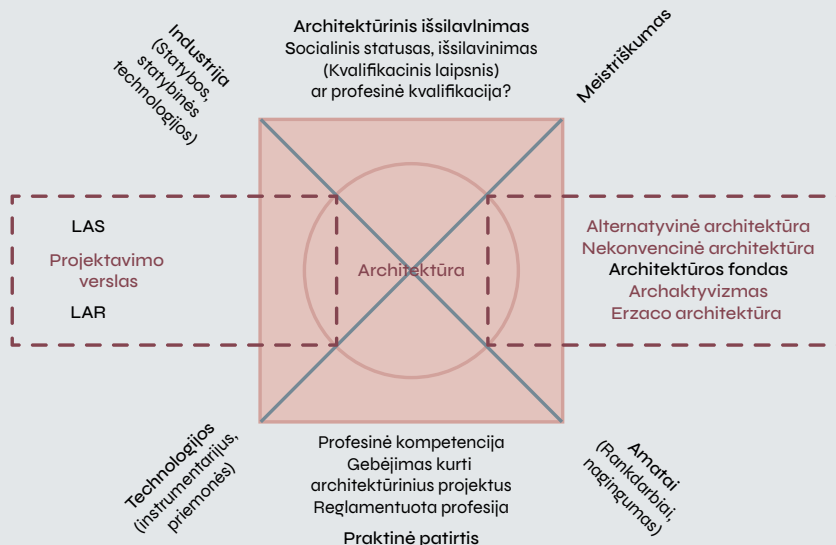 Industrija
(Statybos,
statybinės
technologijos)
Architektūrinis išsilavInimas
Socialinis statusas, išsilavinimas
(Kvalifikacinis laipsnis)
ar profesinė kvalifikacija?
Meistriškumas
LAS
Projektavimo
verslas
LAR
Architektūra
Alternatyvinė architektūra
Nekonvencinė architektūra
Architektūros fondas
Archaktyvizmas
Erzaco architektūra
Technologijos
(instrumentarijus,
priemonės)
Profesinė kompetencija
Gebėjimas kurti
architektūrinius projektus
Reglamentuota profesija
Praktinė patirtis
Amatai
(Rankdarbiai,
nagingumas)